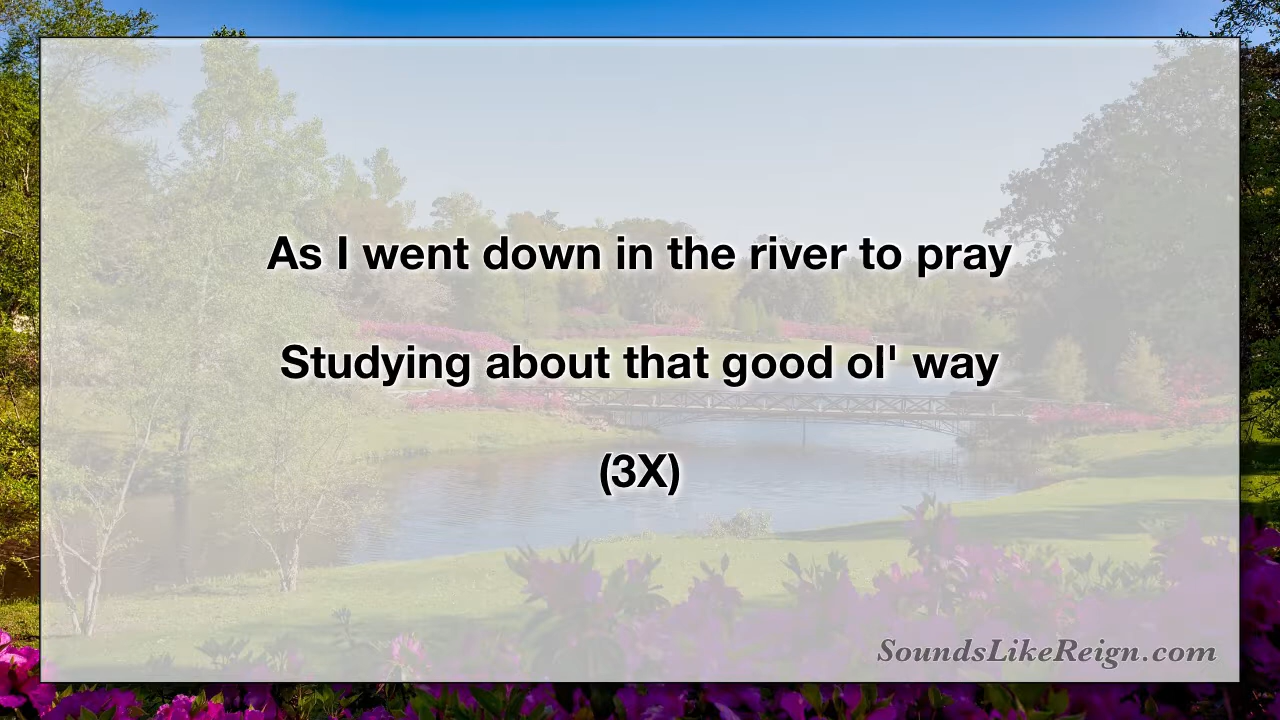 As I went down in the river to pray
Studying about that good ol' way
(3X)
SoundsLikeReign.com